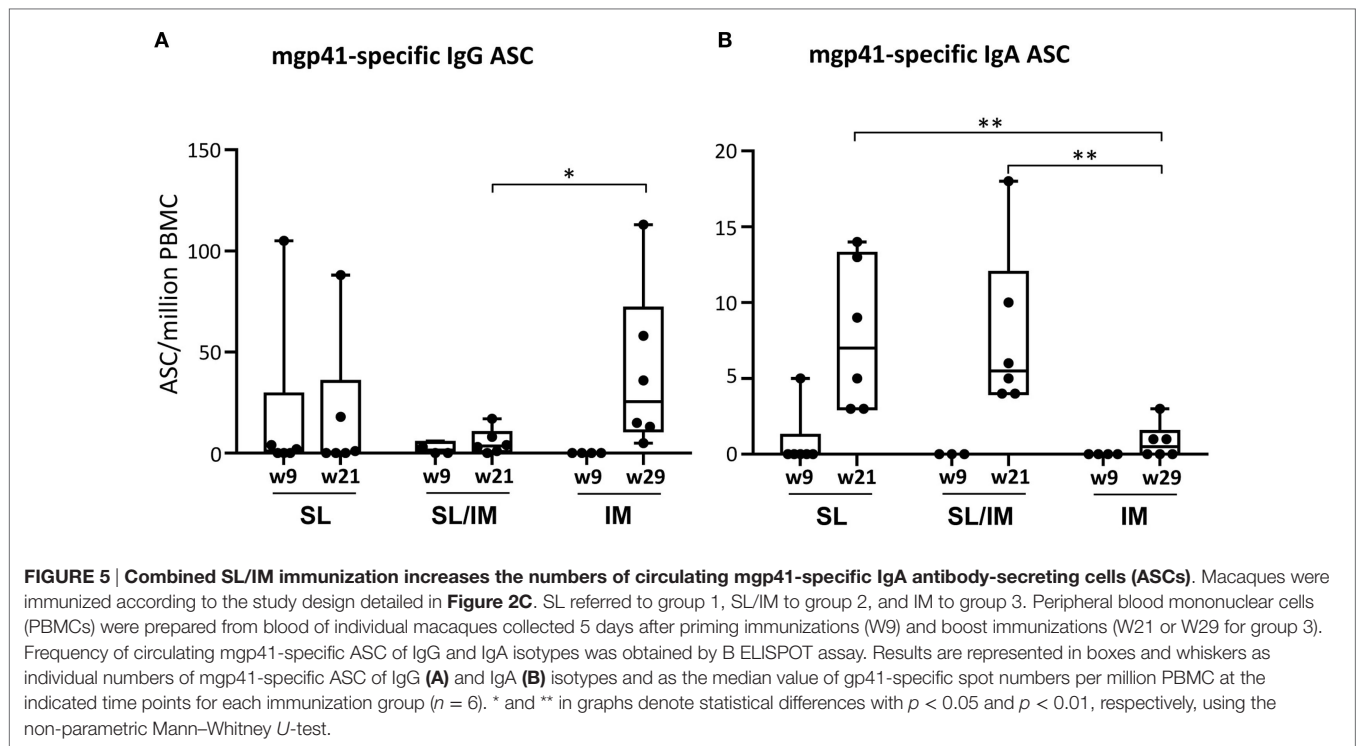 A
mgp41-specific IgG ASC
ASC/million PBMC
150
100
50
0
*
w9 w21 w9 w21 w9 w29
SL SL/IM IM
B
mgp41-specific IgA ASC
20
15
10
5
0
**
**
w9 w21 w9 w21 w9 w29
SL SL/IM IM
FIGURE 5 | Combined SL/IM immunization increases the numbers of circulating mgp41-specific IgA antibody-secreting cells (ASCs). Macaques were
immunized according to the study design detailed in Figure 2C. SL referred to group 1, SL/IM to group 2, and IM to group 3. Peripheral blood mononuclear cells
(PBMCs) were prepared from blood of individual macaques collected 5 days after priming immunizations (W9) and boost immunizations (W21 or W29 for group 3).
Frequency of circulating mgp41-specific ASC of IgG and IgA isotypes was obtained by B ELISPOT assay. Results are represented in boxes and whiskers as
individual numbers of mgp41-specific ASC of IgG (A) and IgA (B) isotypes and as the median value of gp41-specific spot numbers per million PBMC at the
indicated time points for each immunization group (n = 6). * and ** in graphs denote statistical differences with p < 0.05 and p < 0.01, respectively, using the
non-parametric Mann–Whitney U-test.